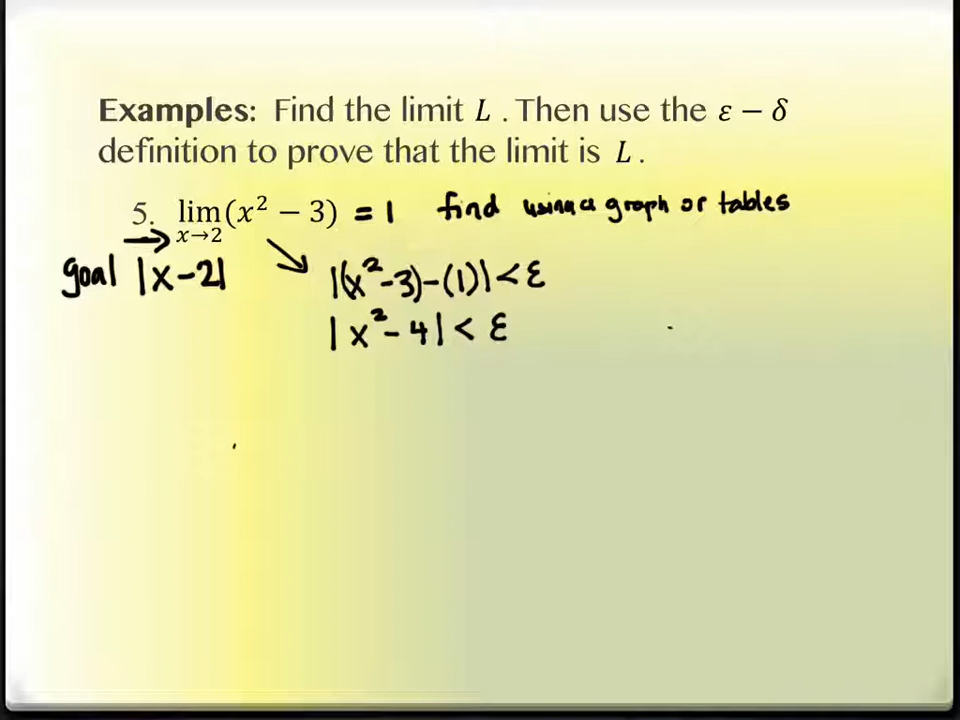 Examples: Find the limit L . Then use the ε − δ
definition to prove that the limit is L .
5. lim(x² − 3) = 1 find using a graph or tables
x→2
goal |x-2| |(x²-3)-(1)| < ε
|x²-4| < ε